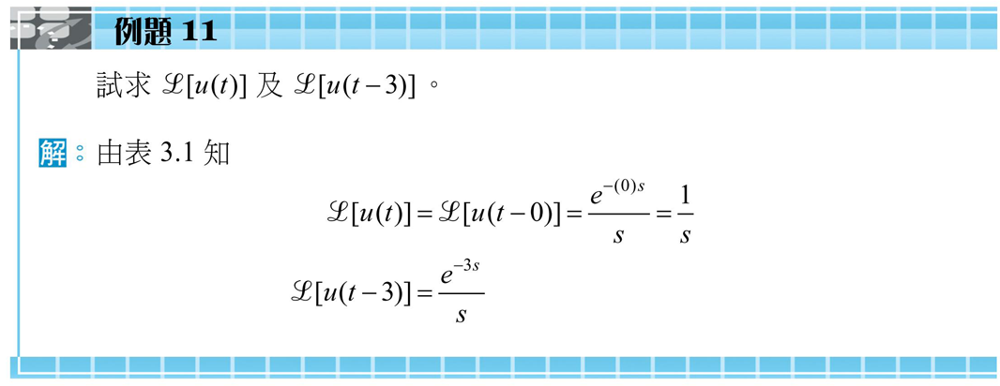 例題 11
試求 ℒ[u(t)] 及 ℒ[u(t−3)] 。
解：由表 3.1 知
ℒ[u(t)] = ℒ[u(t−0)] = e^{−(0)s}/s = 1/s
ℒ[u(t−3)] = e^{−3s}/s